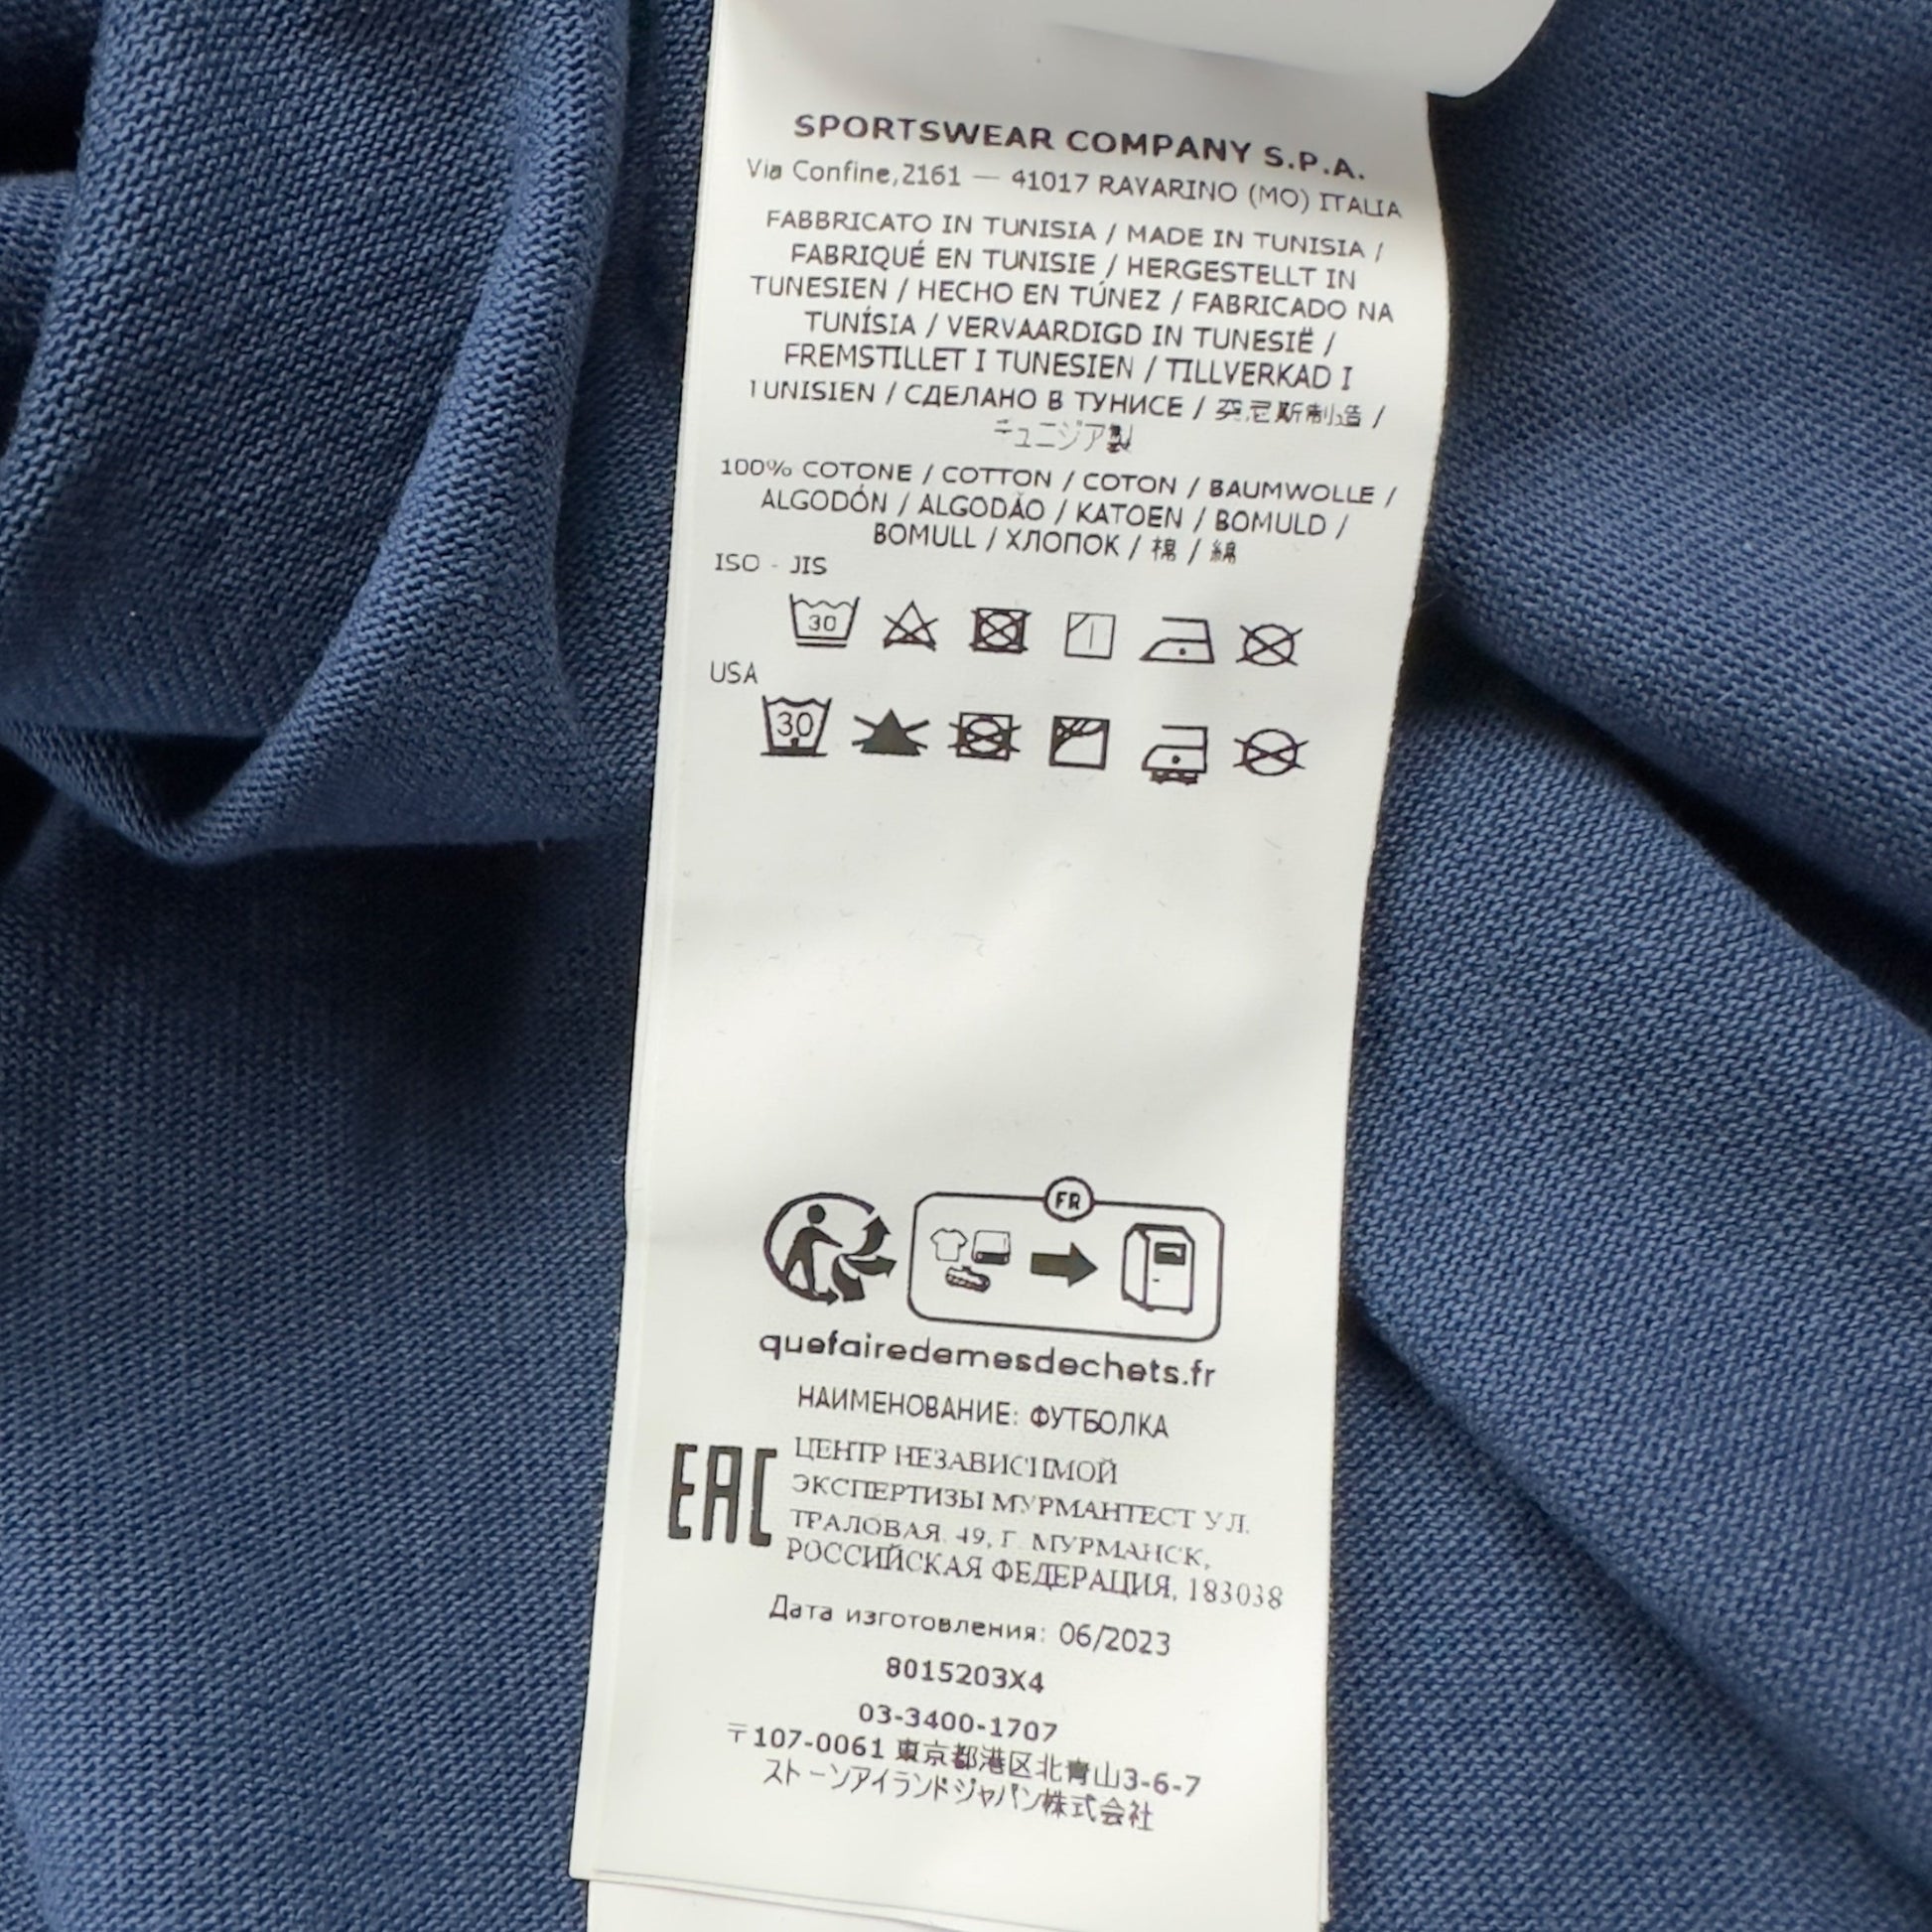 SPORTSWEAR COMPANY S.P.A.
Via Confine,2161 — 41017 RAVARINO (MO) ITALIA
FABBRICATO IN TUNISIA / MADE IN TUNISIA /
FABRIQUÉ EN TUNISIE / HERGESTELLT IN
TUNESIEN / HECHO EN TÚNEZ / FABRICADO NA
TUNÍSIA / VERVAARDIGD IN TUNESIË /
FREMSTILLET I TUNESIEN / TILLVERKAD I
TUNISIEN / СДЕЛАНО В ТУНИСЕ / 突尼斯制造 /
チュニジア製
100% COTONE / COTTON / COTON / BAUMWOLLE /
ALGODÓN / ALGODÃO / KATOEN / BOMULD /
BOMULL / ХЛОПОК / 棉 / 綿
ISO - JIS
30
USA
30
FR
quefairedemesdechets.fr
НАИМЕНОВАНИЕ: ФУТБОЛКА
EAC
ЦЕНТР НЕЗАВИСИМОЙ
ЭКСПЕРТИЗЫ МУРМАНТЕСТ УЛ.
ТРАЛОВАЯ, 49, Г. МУРМАНСК,
РОССИЙСКАЯ ФЕДЕРАЦИЯ, 183038
Дата изготовления: 06/2023
8015203X4
03-3400-1707
〒107-0061 東京都港区北青山3-6-7
ストーンアイランドジャパン株式会社